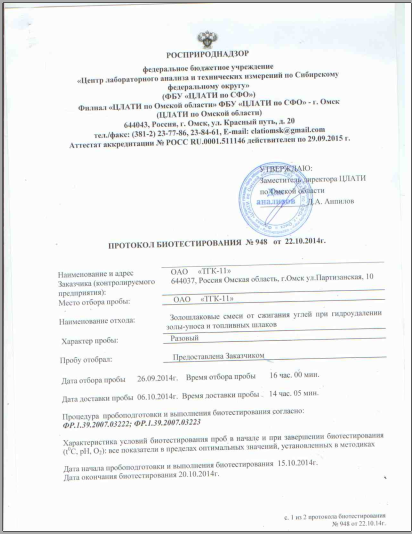 РОСПРИРОДНАДЗОР
федеральное бюджетное учреждение
«Центр лабораторного анализа и технических измерений по Сибирскому
федеральному округу»
(ФБУ «ЦЛАТИ по СФО»)
Филиал «ЦЛАТИ по Омской области» ФБУ «ЦЛАТИ по СФО» - г. Омск
(ЦЛАТИ по Омской области)
644043, Россия, г. Омск, ул. Красный путь, д. 20
тел./факс: (381-2) 23-77-86, 23-84-61, E-mail: clatiomsk@gmail.com
Аттестат аккредитации № РОСС RU.0001.511146 действителен по 29.09.2015 г.
УТВЕРЖДАЮ:
Заместитель директора ЦЛАТИ
по Омской области
Д.А. Анпилов
ПРОТОКОЛ БИОТЕСТИРОВАНИЯ № 948 от 22.10.2014г.
Наименование и адрес ОАО «ТГК-11»
Заказчика (контролируемого 644037, Россия Омская область, г.Омск ул.Партизанская, 10
предприятия):
Место отбора пробы: ОАО «ТГК-11»
Наименование отхода: Золошлаковые смеси от сжигания углей при гидроудалении
золы-уноса и топливных шлаков
Характер пробы: Разовый
Пробу отобрал: Предоставлена Заказчиком
Дата отбора пробы 26.09.2014г. Время отбора пробы 16 час. 00 мин.
Дата доставки пробы 06.10.2014г. Время доставки пробы . 14 час. 05 мин.
Процедура пробоподготовки и выполнения биотестирования согласно:
ФР.1.39.2007.03222; ФР.1.39.2007.03223
Характеристика условий биотестирования проб в начале и при завершении биотестирования
(t⁰C, pH, O₂): все показатели в пределах оптимальных значений, установленных в методиках
Дата начала пробоподготовки и выполнения биотестирования 15.10.2014г.
Дата окончания биотестирования 20.10.2014г.
с. 1 из 2 протокола биотестирования
№ 948 от 22.10.14г.